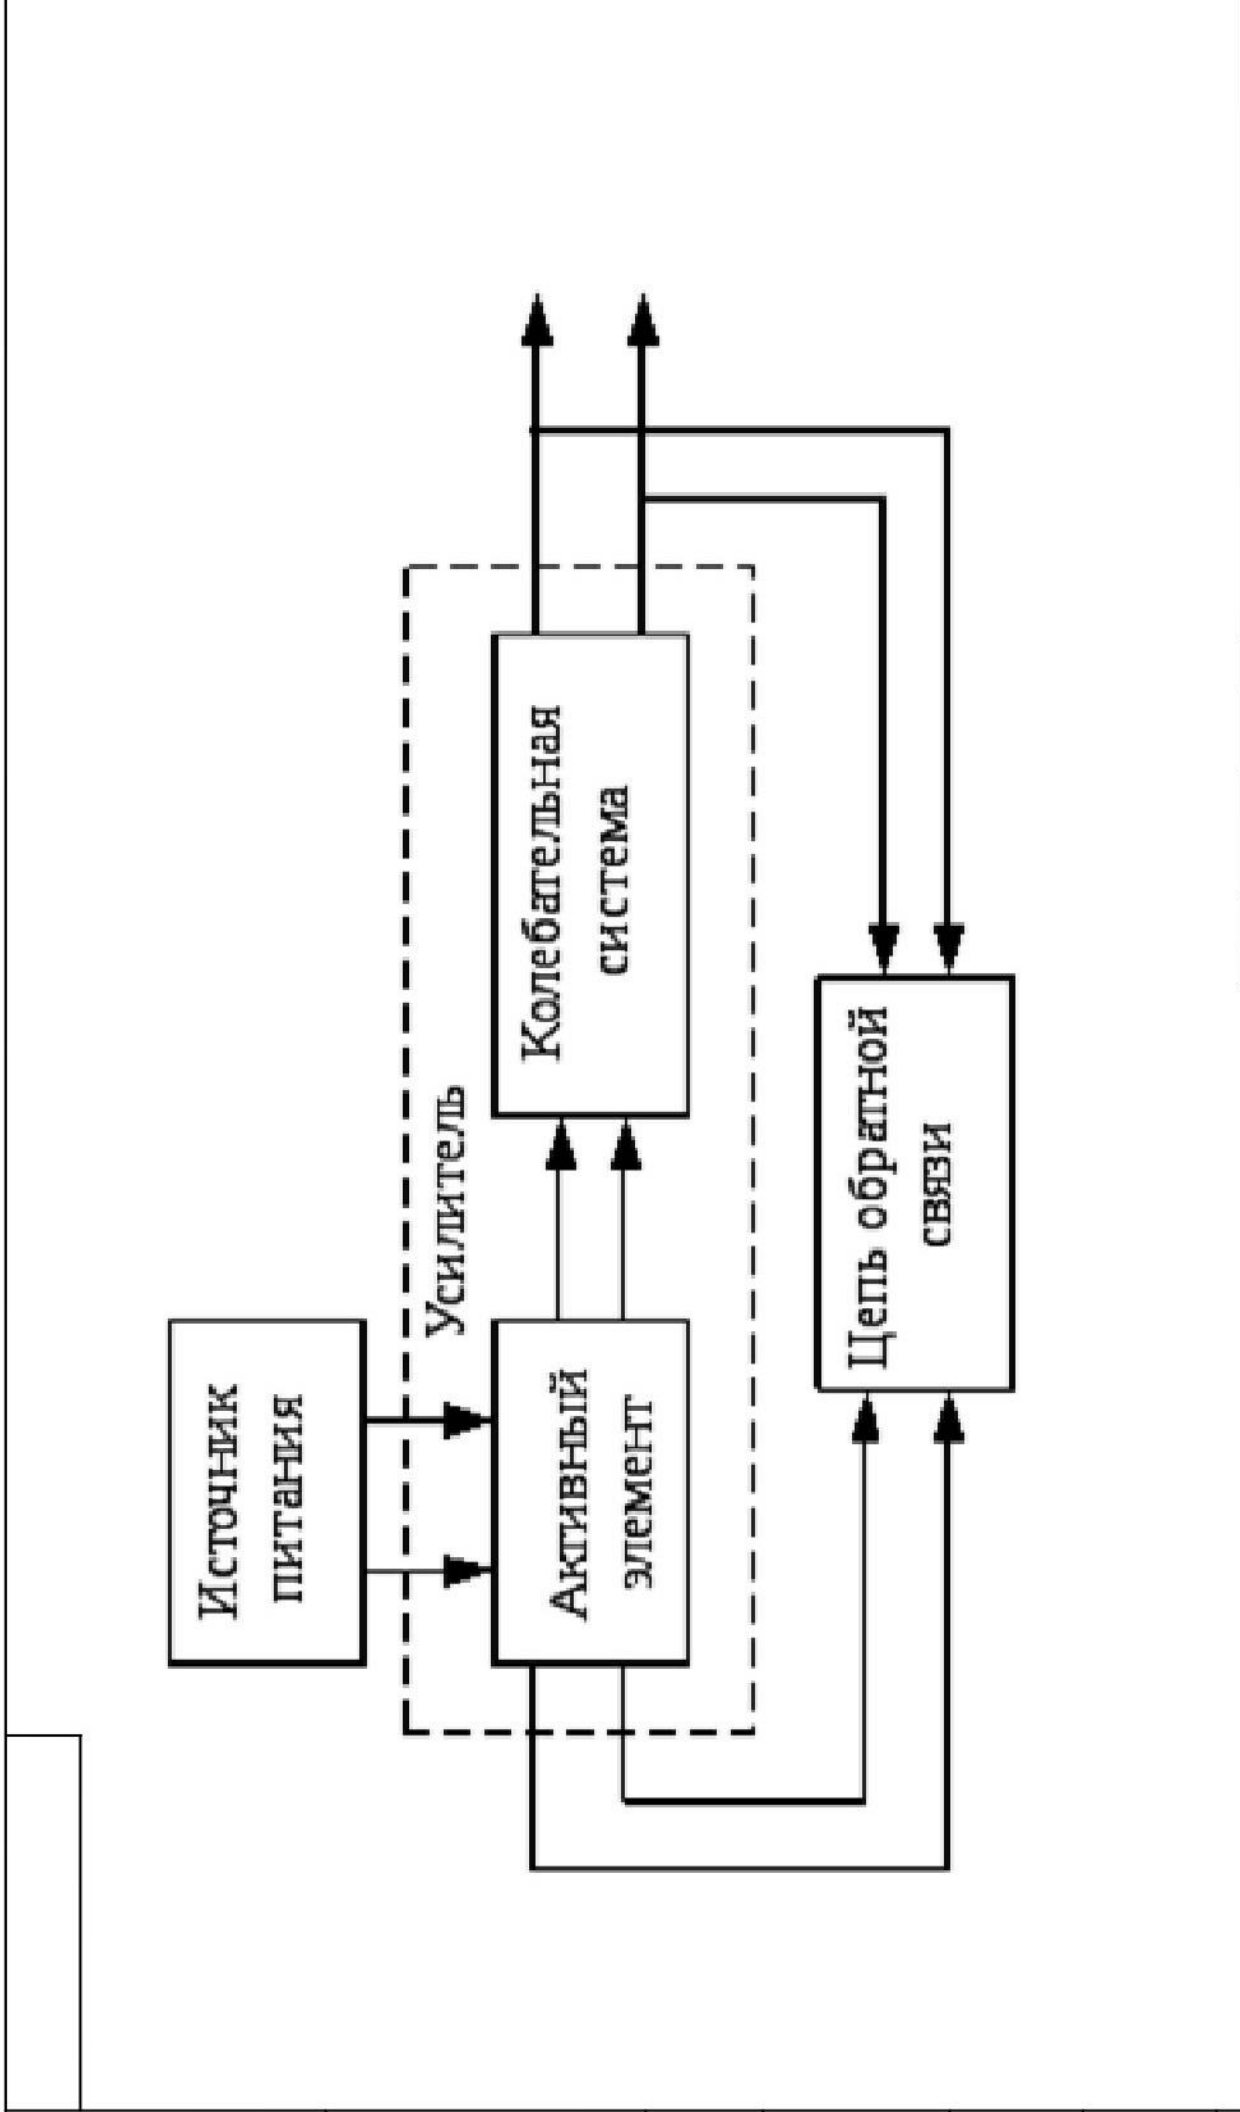 Источник
питания
Усилитель
Активный
элемент
Колебательная
система
Цепь обратной
связи